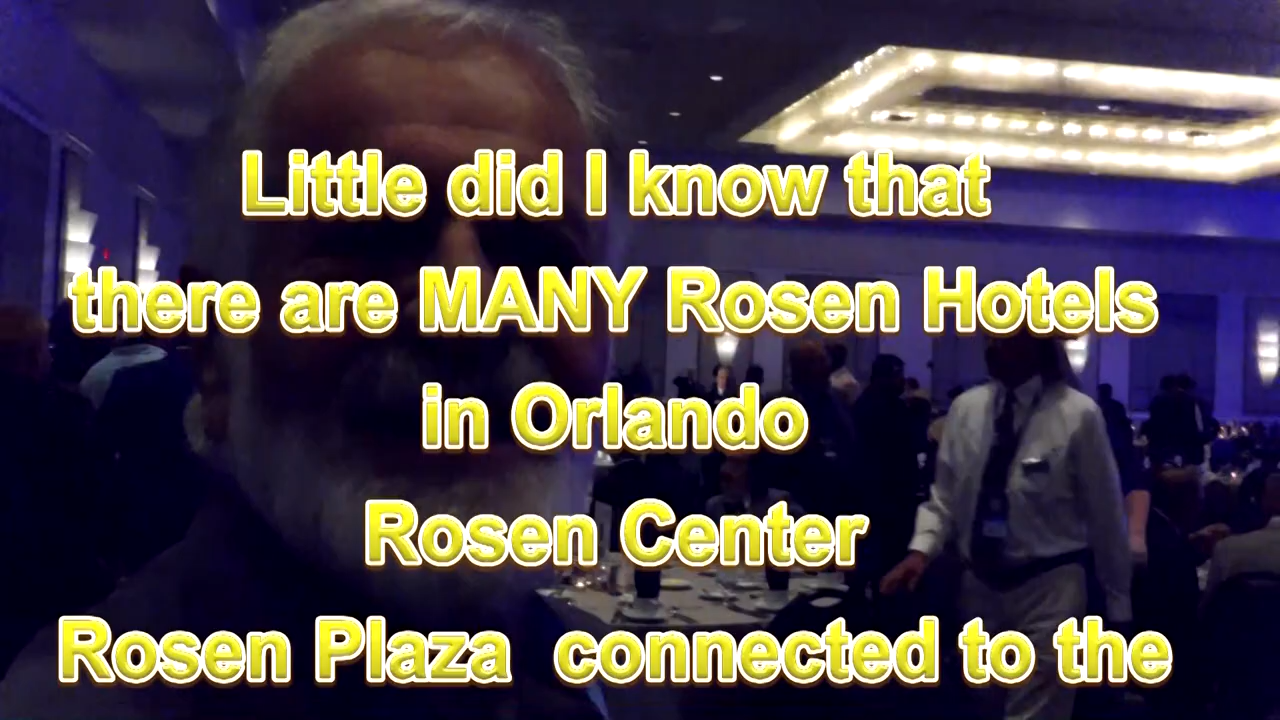 Little did I know that
there are MANY Rosen Hotels
in Orlando
Rosen Center
Rosen Plaza connected to the